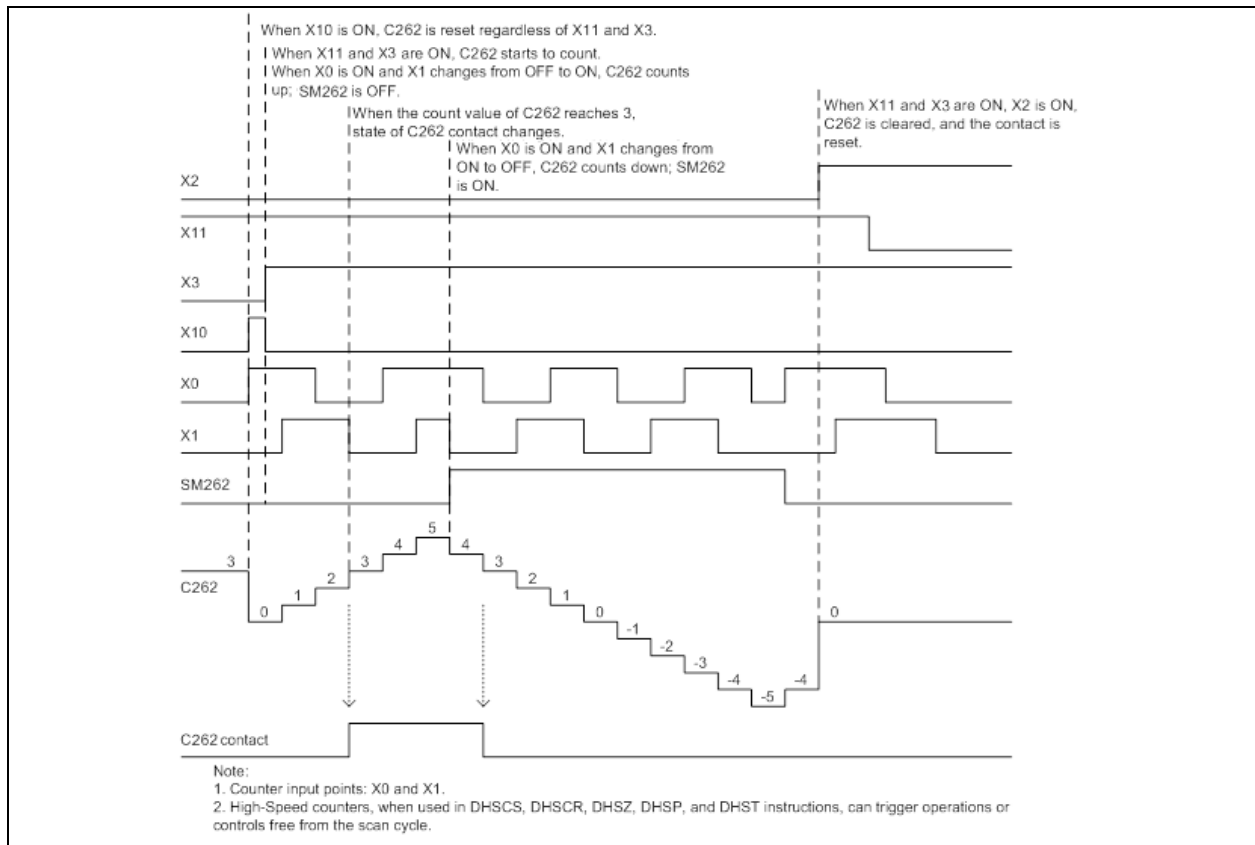 When X10 is ON, C262 is reset regardless of X11 and X3.
When X11 and X3 are ON, C262 starts to count.
When X0 is ON and X1 changes from OFF to ON, C262 counts
up; SM262 is OFF.
When the count value of C262 reaches 3,
state of C262 contact changes.
When X0 is ON and X1 changes from
ON to OFF, C262 counts down; SM262
is ON.
When X11 and X3 are ON, X2 is ON,
C262 is cleared, and the contact is
reset.
X2
X11
X3
X10
X0
X1
SM262
C262
3
0
1
2
3
4
5
4
3
2
1
0
-1
-2
-3
-4
-5
-4
0
C262 contact
Note:
1. Counter input points: X0 and X1.
2. High-Speed counters, when used in DHSCS, DHSCR, DHSZ, DHSP, and DHST instructions, can trigger operations or
controls free from the scan cycle.